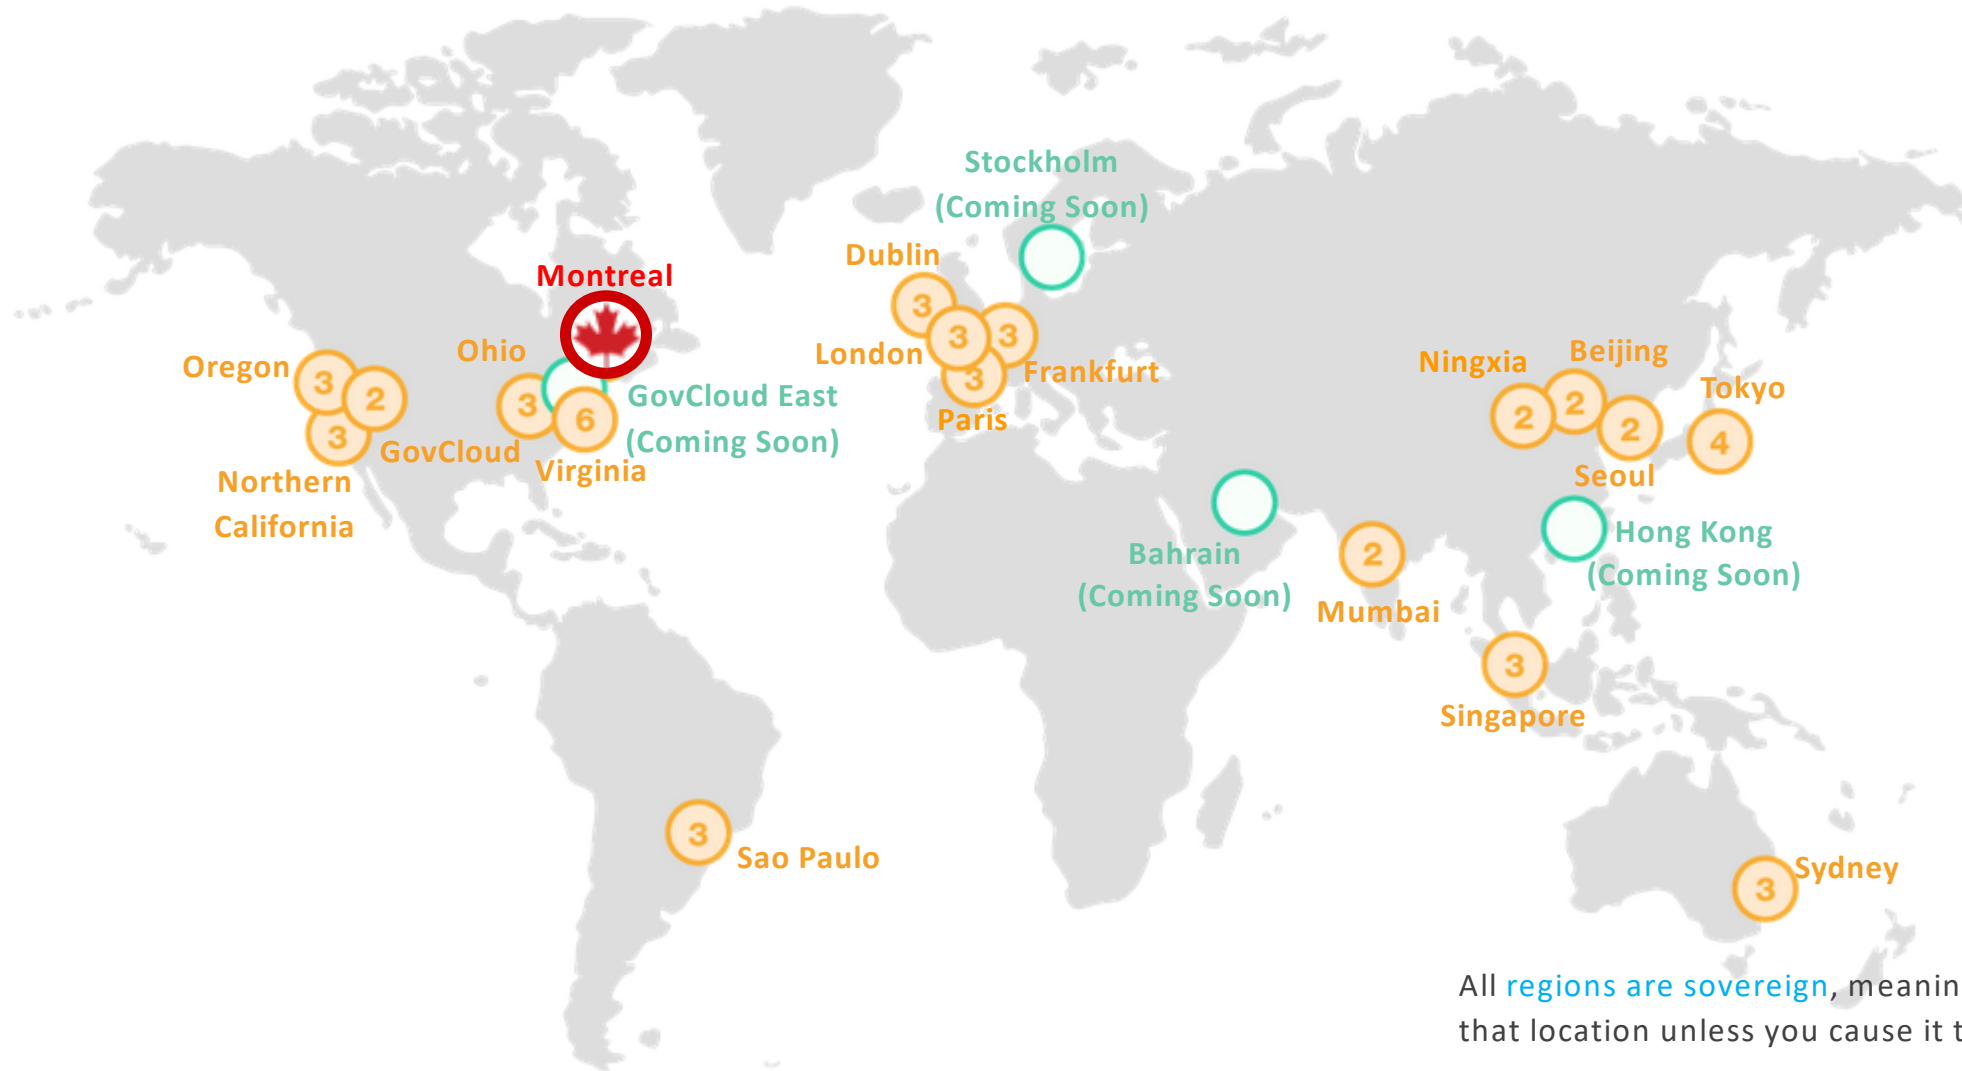 Stockholm
(Coming Soon)
Dublin
3
London
3
3
Frankfurt
3
Paris
Montreal
Oregon
3
2
3
GovCloud
Northern
California
Ohio
3
6
Virginia
GovCloud East
(Coming Soon)
Ningxia
2
Beijing
2
2
Seoul
Tokyo
4
Hong Kong
(Coming Soon)
Bahrain
(Coming Soon)
2
Mumbai
3
Singapore
3
Sao Paulo
Sydney
3
All regions are sovereign, meanin
that location unless you cause it t